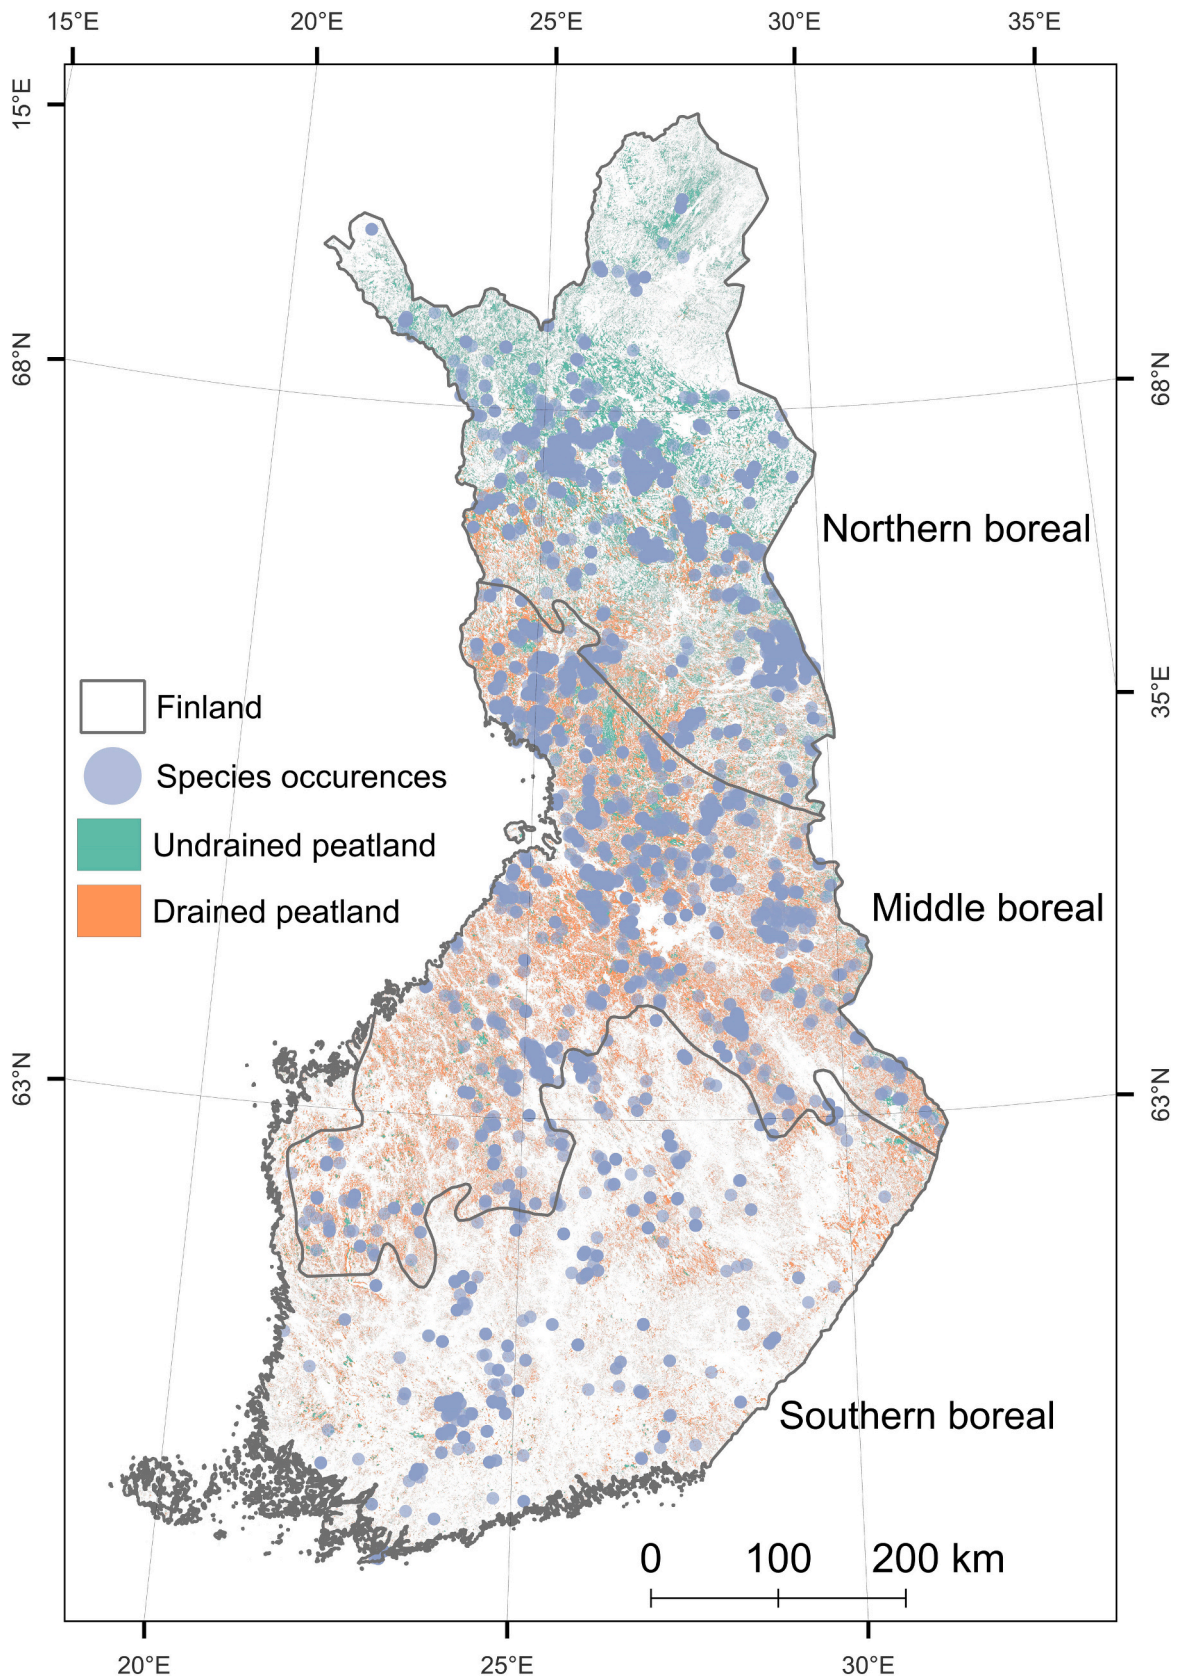 15°E 20°E 25°E 30°E 35°E
15°E
68°N 68°N
Northern boreal
35°E
Finland
Species occurences
Undrained peatland
Drained peatland
Middle boreal
63°N 63°N
Southern boreal
0 100 200 km
20°E 25°E 30°E